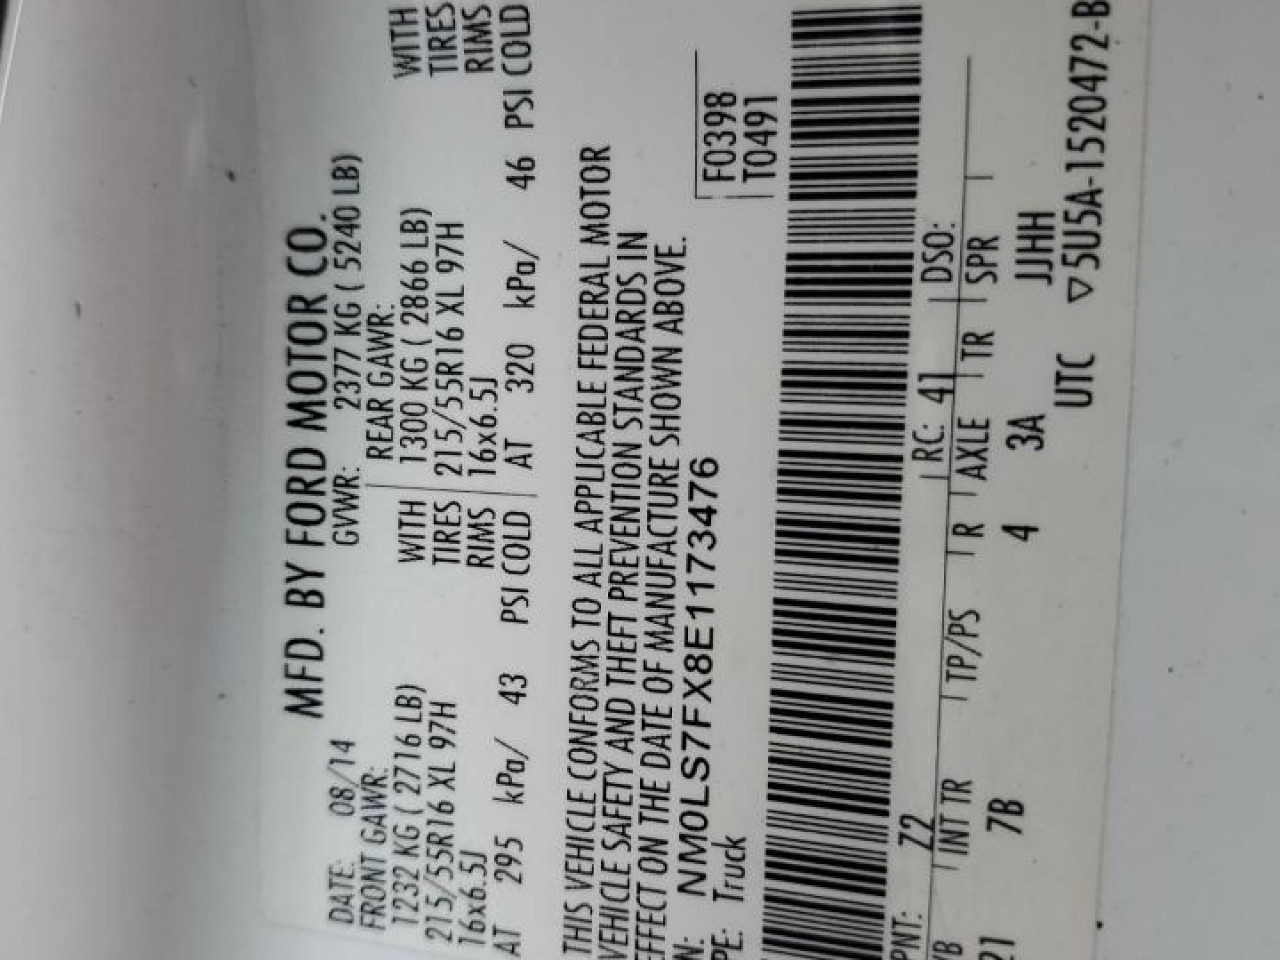 MFD. BY FORD MOTOR CO.
DATE: 08/14 GVWR: 2377 KG ( 5240 LB)
FRONT GAWR: REAR GAWR:
1232 KG ( 2716 LB) WITH 1300 KG ( 2866 LB) WITH
215/55R16 XL 97H TIRES 215/55R16 XL 97H TIRES
16x6.5J RIMS 16x6.5J RIMS
AT 295 kPa/ 43 PSI COLD AT 320 kPa/ 46 PSI COLD
THIS VEHICLE CONFORMS TO ALL APPLICABLE FEDERAL MOTOR
VEHICLE SAFETY AND THEFT PREVENTION STANDARDS IN
EFFECT ON THE DATE OF MANUFACTURE SHOWN ABOVE.
N: NM0LS7FX8E1173476 F0398
PE: Truck T0491
PNT: Z2 RC: 41 DSO:
YB INT TR TP/PS R AXLE TR SPR
21 7B 4 3A JJHH
UTC ▽5U5A-1520472-B